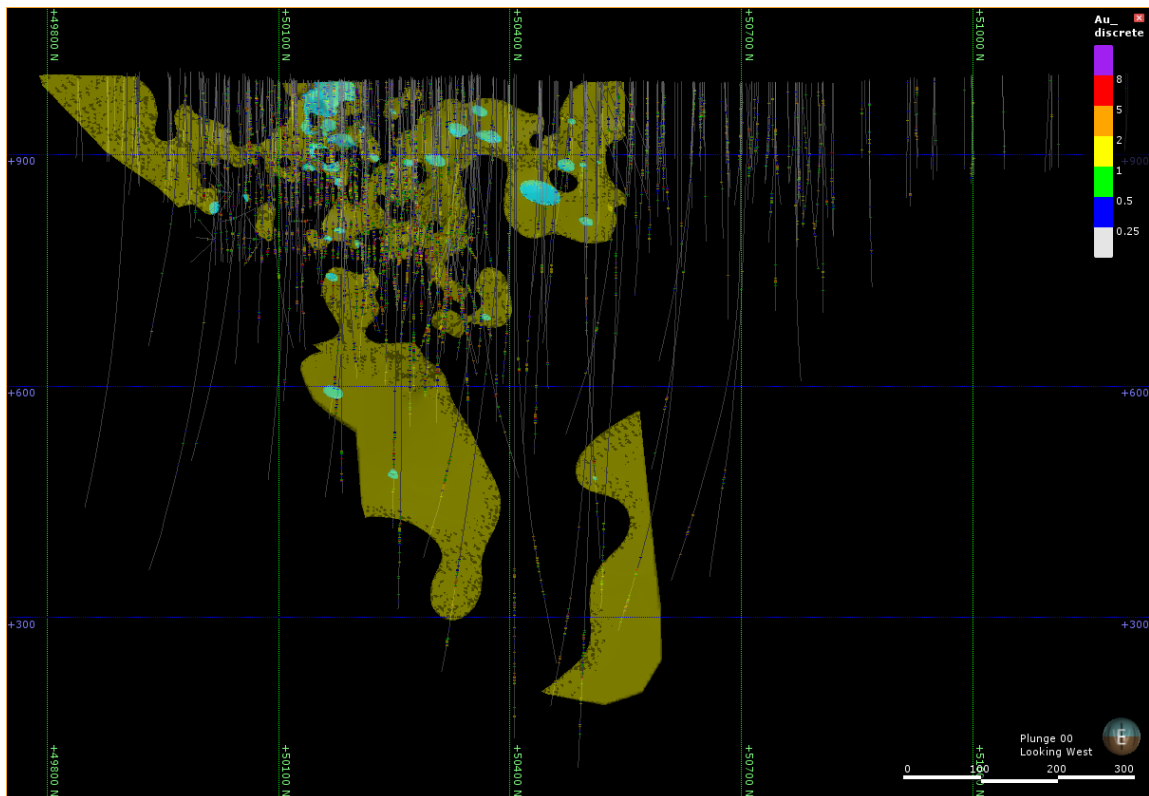 +49800 N
+50100 N
+50400 N
+50700 N
+51000 N
Au_
discrete
8
5
2
1
0.5
0.25
+900
+900
+600
+600
+300
+300
+49800 N
+50100 N
+50400 N
+50700 N
Plunge 00
Looking West
E
0
100
200
300